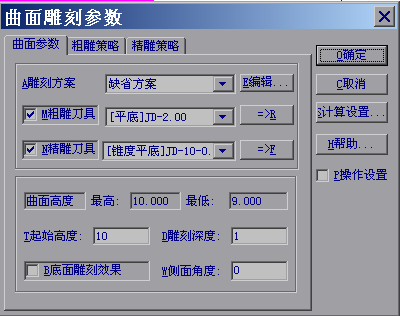 曲面雕刻参数
曲面参数 粗雕策略 精雕策略
A雕刻方案 缺省方案 E编辑...
M粗雕刀具 [平底]JD-2.00 =>R
N精雕刀具 [锥度平底]JD-10-0. =>F
曲面高度 最高: 10.000 最低: 9.000
T起始高度: 10 D雕刻深度: 1
B底面雕刻效果 W侧面角度: 0
O确定
C取消
S计算设置...
H帮助...
P操作设置